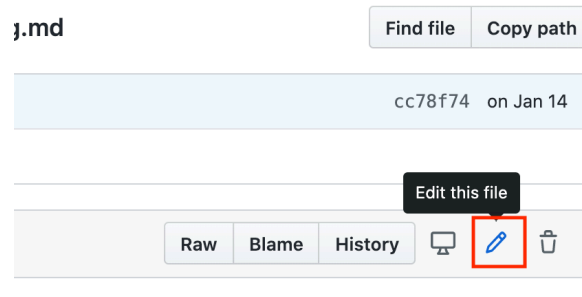 g.md
Find file
Copy path
cc78f74 on Jan 14
Edit this file
Raw
Blame
History